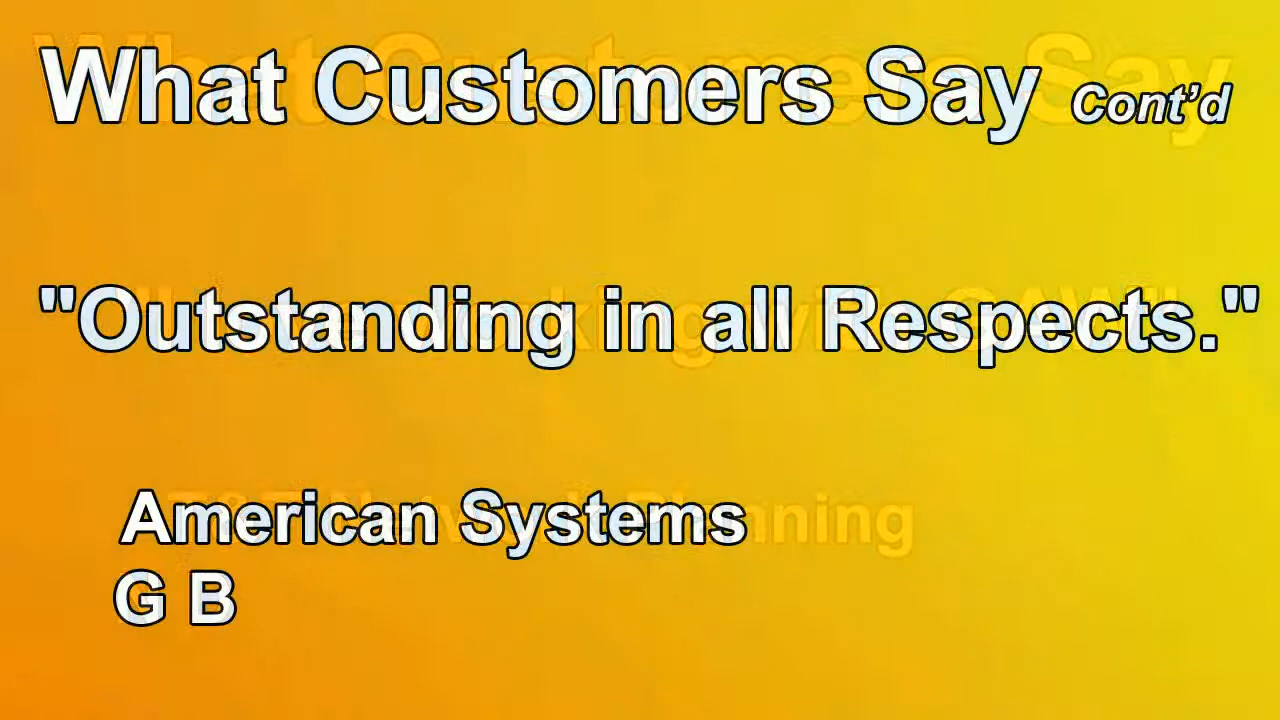 What Customers Say Cont’d
"Outstanding in all Respects."
American Systems
G B